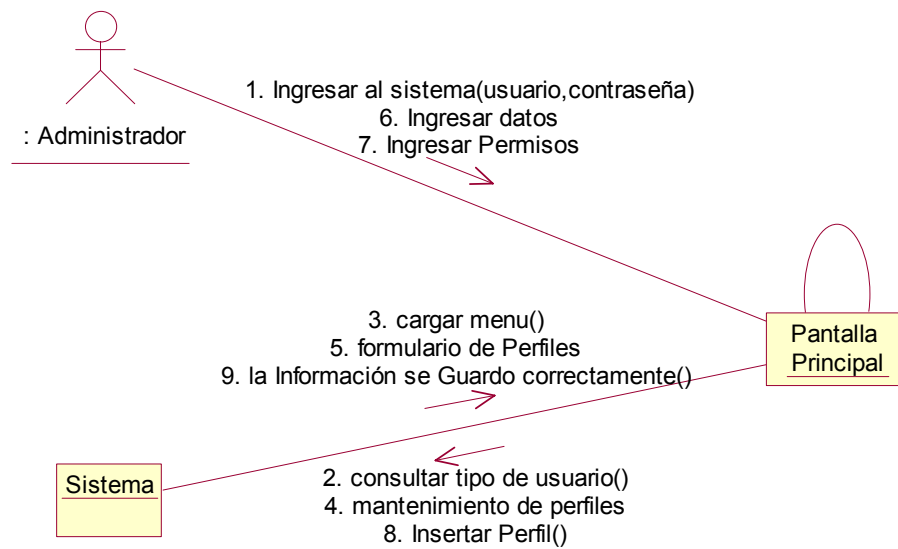 1. Ingresar al sistema(usuario,contraseña)
6. Ingresar datos
7. Ingresar Permisos
: Administrador
3. cargar menu()
5. formulario de Perfiles
9. la Información se Guardo correctamente()
Pantalla
Principal
Sistema
2. consultar tipo de usuario()
4. mantenimiento de perfiles
8. Insertar Perfil()